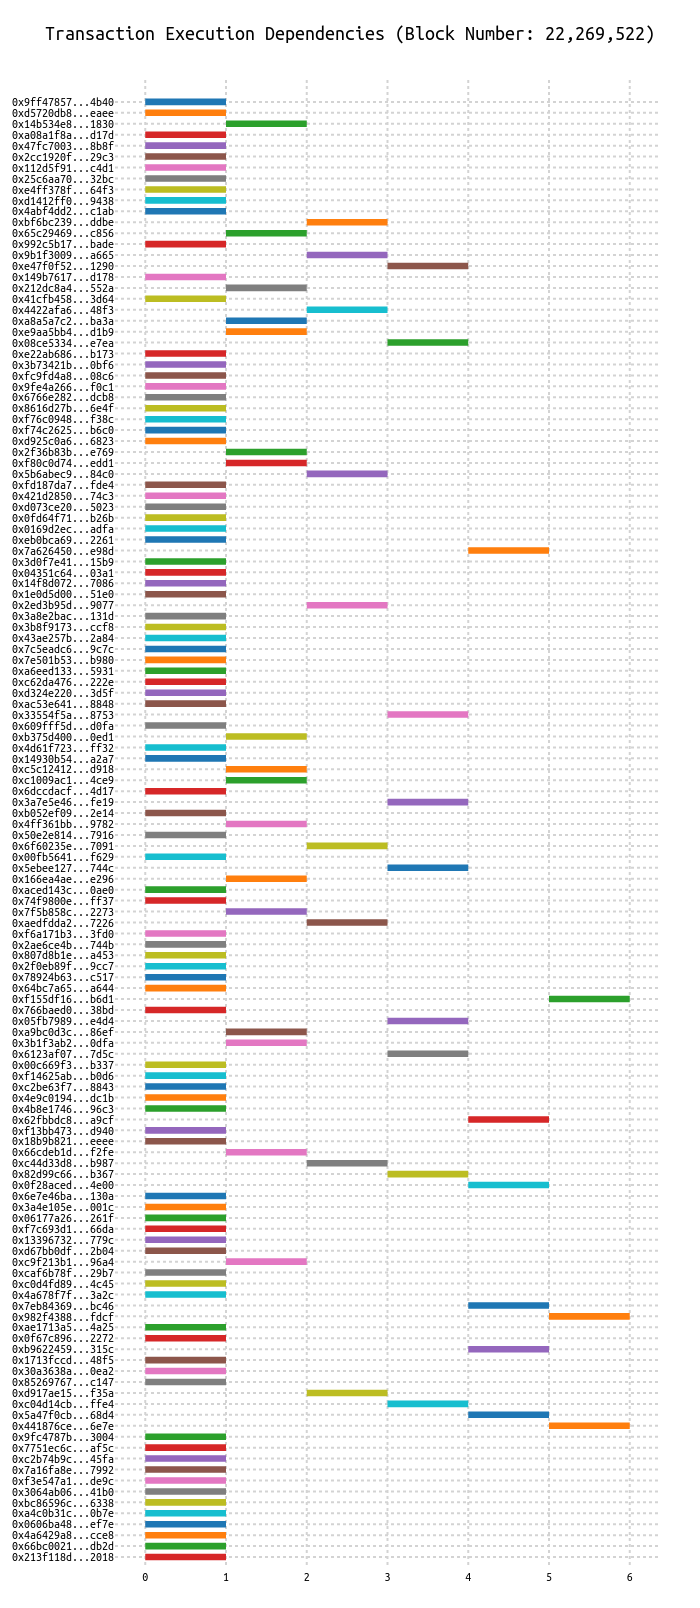 Transaction Execution Dependencies (Block Number: 22,269,522)
0x9ff47857...4b40
0xd5720db8...eaee
0x14b534e8...1830
0xa08a1f8a...d17d
0x47fc7003...8b8f
0x2cc1920f...29c3
0x112d5f91...c4d1
0x25c6aa70...32bc
0xe4ff378f...64f3
0xd1412ff0...9438
0x4abf4dd2...c1ab
0xbf6bc239...ddbe
0x65c29469...c856
0x992c5b17...bade
0x9b1f3009...a665
0xe47f0f52...1290
0x149b7617...d178
0x212dc8a4...552a
0x41cfb458...3d64
0x4422afa6...48f3
0xa8a5a7c2...ba3a
0xe9aa5bb4...d1b9
0x08ce5334...e7ea
0xe22ab686...b173
0x3b73421b...0bf6
0xfc9fd4a8...08c6
0x9fe4a266...f0c1
0x6766e282...dcb8
0x8616d27b...6e4f
0xf76c0948...f38c
0xf74c2625...b6c0
0xd925c0a6...6823
0x2f36b83b...e769
0xf80c0d74...edd1
0x5b6abec9...84c0
0xfd187da7...fde4
0x421d2850...74c3
0xd073ce20...5023
0x0fd64f71...b26b
0x0169d2ec...adfa
0xeb0bca69...2261
0x7a626450...e98d
0x3d0f7e41...15b9
0x04351c64...03a1
0x14f8d072...7086
0x1e0d5d00...51e0
0x2ed3b95d...9077
0x3a8e2bac...131d
0x3b8f9173...ccf8
0x43ae257b...2a84
0x7c5eadc6...9c7c
0x7e501b53...b980
0xa6eed133...5931
0xc62da476...222e
0xd324e220...3d5f
0xac53e641...8848
0x33554f5a...8753
0x609fff5d...d0fa
0xb375d400...0ed1
0x4d61f723...ff32
0x14930b54...a2a7
0xc5c12412...d918
0xc1009ac1...4ce9
0x6dccdacf...4d17
0x3a7e5e46...fe19
0xb052ef09...2e14
0x4ff361bb...9782
0x50e2e814...7916
0x6f60235e...7091
0x00fb5641...f629
0x5ebee127...744c
0x166ea4ae...e296
0xaced143c...0ae0
0x74f9800e...ff37
0x7f5b858c...2273
0xaedfdda2...7226
0xf6a171b3...3fd0
0x2ae6ce4b...744b
0x807d8b1e...a453
0x2f0eb89f...9cc7
0x78924b63...c517
0x64bc7a65...a644
0xf155df16...b6d1
0x766baed0...38bd
0x05fb7989...e4d4
0xa9bc0d3c...86ef
0x3b1f3ab2...0dfa
0x6123af07...7d5c
0x00c669f3...b337
0xf14625ab...b0d6
0xc2be63f7...8843
0x4e9c0194...dc1b
0x4b8e1746...96c3
0x62fbbdc8...a9cf
0xf13bb473...d940
0x18b9b821...eeee
0x66cdeb1d...f2fe
0xc44d33d8...b987
0x82d99c66...b367
0x0f28aced...4e00
0x6e7e46ba...130a
0x3a4e105e...001c
0x06177a26...261f
0xf7c693d1...66da
0x13396732...779c
0xd67bb0df...2b04
0xc9f213b1...96a4
0xcaf6b78f...29b7
0xc0d4fd89...4c45
0x4a678f7f...3a2c
0x7eb84369...bc46
0x982f4388...fdcf
0xae1713a5...4a25
0x0f67c896...2272
0xb9622459...315c
0x1713fccd...48f5
0x30a3638a...0ea2
0x85269767...c147
0xd917ae15...f35a
0xc04d14cb...ffe4
0x5a47f0cb...68d4
0x441876ce...6e7e
0x9fc4787b...3004
0x7751ec6c...af5c
0xc2b74b9c...45fa
0x7a16fa8e...7992
0xf3e547a1...de9c
0x3064ab06...41b0
0xbc86596c...6338
0xa4c0b31c...0b7e
0x0606ba48...ef7e
0x4a6429a8...cce8
0x66bc0021...db2d
0x213f118d...2018
0 1 2 3 4 5 6